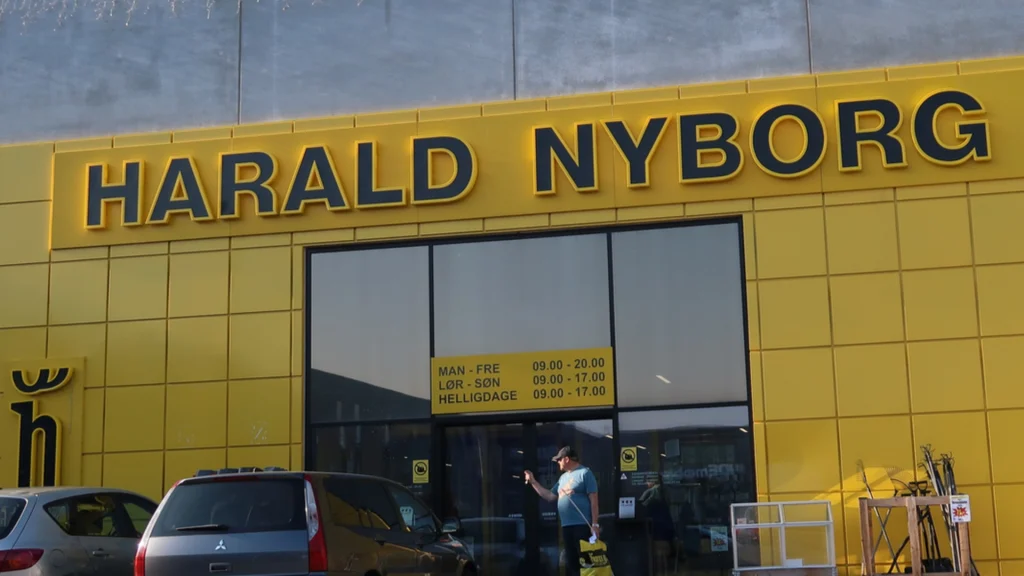 HARALD NYBORG
MAN - FRE 09.00 - 20.00
LØR - SØN 09.00 - 17.00
HELLIGDAGE 09.00 - 17.00
h